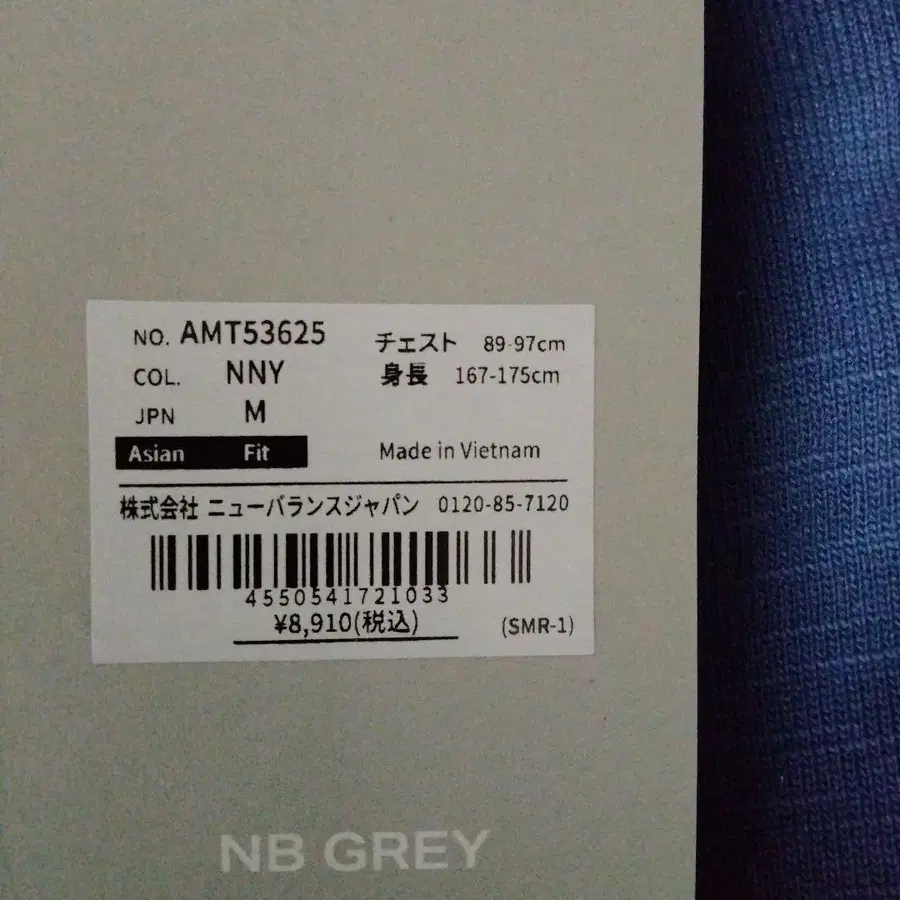 NO. AMT53625
COL. NNY
JPN M
Asian Fit
チェスト 89-97cm
身長 167-175cm
Made in Vietnam
株式会社 ニューバランスジャパン 0120-85-7120
4550541721033
¥8,910(税込)
(SMR-1)
NB GREY